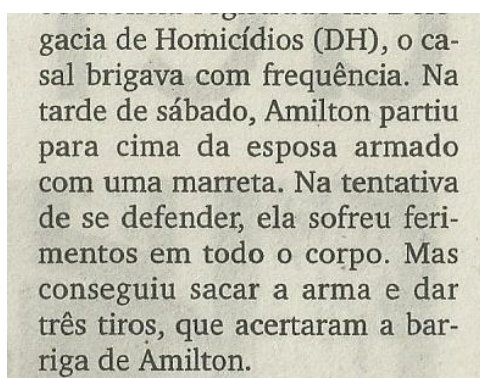 gacia de Homicídios (DH), o ca-
sal brigava com frequência. Na
tarde de sábado, Amilton partiu
para cima da esposa armado
com uma marreta. Na tentativa
de se defender, ela sofreu feri-
mentos em todo o corpo. Mas
conseguiu sacar a arma e dar
três tiros, que acertaram a bar-
riga de Amilton.